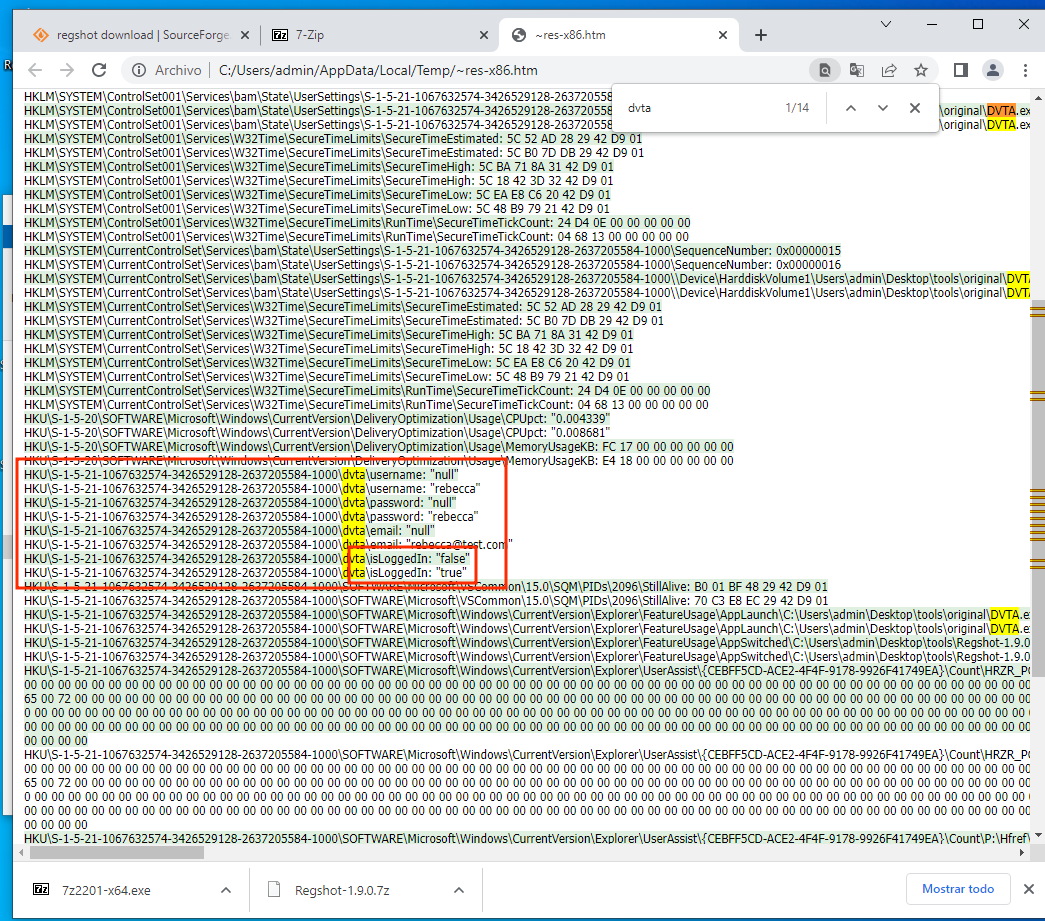 regshot download | SourceForge.
7-Zip
~res-x86.htm
Archivo
C:/Users/admin/AppData/Local/Temp/~res-x86.htm
dvta
1/14
HKLM\SYSTEM\ControlSet001\Services\bam\State\UserSettings\S-1-5-21-1067632574-3426529128-2637205584
HKLM\SYSTEM\ControlSet001\Services\bam\State\UserSettings\S-1-5-21-1067632574-3426529128-26372055 \original\DVTA.ex
HKLM\SYSTEM\ControlSet001\Services\bam\State\UserSettings\S-1-5-21-1067632574-3426529128-26372055 \original\DVTA.ex
HKLM\SYSTEM\ControlSet001\Services\W32Time\SecureTimeLimits\SecureTimeEstimated: 5C 52 AD 28 29 42 D9 01
HKLM\SYSTEM\ControlSet001\Services\W32Time\SecureTimeLimits\SecureTimeEstimated: 5C B0 7D DB 29 42 D9 01
HKLM\SYSTEM\ControlSet001\Services\W32Time\SecureTimeLimits\SecureTimeHigh: 5C BA 71 8A 31 42 D9 01
HKLM\SYSTEM\ControlSet001\Services\W32Time\SecureTimeLimits\SecureTimeHigh: 5C 18 42 3D 32 42 D9 01
HKLM\SYSTEM\ControlSet001\Services\W32Time\SecureTimeLimits\SecureTimeLow: 5C EA E8 C6 20 42 D9 01
HKLM\SYSTEM\ControlSet001\Services\W32Time\SecureTimeLimits\SecureTimeLow: 5C 48 B9 79 21 42 D9 01
HKLM\SYSTEM\ControlSet001\Services\W32Time\SecureTimeLimits\RunTime\SecureTimeTickCount: 24 D4 0E 00 00 00 00 00
HKLM\SYSTEM\ControlSet001\Services\W32Time\SecureTimeLimits\RunTime\SecureTimeTickCount: 04 68 13 00 00 00 00 00
HKLM\SYSTEM\CurrentControlSet\Services\bam\State\UserSettings\S-1-5-21-1067632574-3426529128-2637205584-1000\SequenceNumber: 0x00000015
HKLM\SYSTEM\CurrentControlSet\Services\bam\State\UserSettings\S-1-5-21-1067632574-3426529128-2637205584-1000\SequenceNumber: 0x00000016
HKLM\SYSTEM\CurrentControlSet\Services\bam\State\UserSettings\S-1-5-21-1067632574-3426529128-2637205584-1000\\Device\HarddiskVolume1\Users\admin\Desktop\tools\original\DVTA
HKLM\SYSTEM\CurrentControlSet\Services\bam\State\UserSettings\S-1-5-21-1067632574-3426529128-2637205584-1000\\Device\HarddiskVolume1\Users\admin\Desktop\tools\original\DVTA
HKLM\SYSTEM\CurrentControlSet\Services\W32Time\SecureTimeLimits\SecureTimeEstimated: 5C 52 AD 28 29 42 D9 01
HKLM\SYSTEM\CurrentControlSet\Services\W32Time\SecureTimeLimits\SecureTimeEstimated: 5C B0 7D DB 29 42 D9 01
HKLM\SYSTEM\CurrentControlSet\Services\W32Time\SecureTimeLimits\SecureTimeHigh: 5C BA 71 8A 31 42 D9 01
HKLM\SYSTEM\CurrentControlSet\Services\W32Time\SecureTimeLimits\SecureTimeHigh: 5C 18 42 3D 32 42 D9 01
HKLM\SYSTEM\CurrentControlSet\Services\W32Time\SecureTimeLimits\SecureTimeLow: 5C EA E8 C6 20 42 D9 01
HKLM\SYSTEM\CurrentControlSet\Services\W32Time\SecureTimeLimits\SecureTimeLow: 5C 48 B9 79 21 42 D9 01
HKLM\SYSTEM\CurrentControlSet\Services\W32Time\SecureTimeLimits\RunTime\SecureTimeTickCount: 24 D4 0E 00 00 00 00 00
HKLM\SYSTEM\CurrentControlSet\Services\W32Time\SecureTimeLimits\RunTime\SecureTimeTickCount: 04 68 13 00 00 00 00 00
HKU\S-1-5-20\SOFTWARE\Microsoft\Windows\CurrentVersion\DeliveryOptimization\Usage\CPUpct: "0.004339"
HKU\S-1-5-20\SOFTWARE\Microsoft\Windows\CurrentVersion\DeliveryOptimization\Usage\CPUpct: "0.008681"
HKU\S-1-5-20\SOFTWARE\Microsoft\Windows\CurrentVersion\DeliveryOptimization\Usage\MemoryUsageKB: FC 17 00 00 00 00 00 00
HKU\S-1-5-20\SOFTWARE\Microsoft\Windows\CurrentVersion\DeliveryOptimization\Usage\MemoryUsageKB: E4 18 00 00 00 00 00 00
HKU\S-1-5-21-1067632574-3426529128-2637205584-1000\dvta\username: "null"
HKU\S-1-5-21-1067632574-3426529128-2637205584-1000\dvta\username: "rebecca"
HKU\S-1-5-21-1067632574-3426529128-2637205584-1000\dvta\password: "null"
HKU\S-1-5-21-1067632574-3426529128-2637205584-1000\dvta\password: "rebecca"
HKU\S-1-5-21-1067632574-3426529128-2637205584-1000\dvta\email: "null"
HKU\S-1-5-21-1067632574-3426529128-2637205584-1000\dvta\email: "rebecca@test.com"
HKU\S-1-5-21-1067632574-3426529128-2637205584-1000\dvta\isLoggedIn: "false"
HKU\S-1-5-21-1067632574-3426529128-2637205584-1000\dvta\isLoggedIn: "true"
HKU\S-1-5-21-1067632574-3426529128-2637205584-1000\SOFTWARE\Microsoft\VSCommon\15.0\SQM\PIDs\2096\StillAlive: B0 01 BF 48 29 42 D9 01
HKU\S-1-5-21-1067632574-3426529128-2637205584-1000\SOFTWARE\Microsoft\VSCommon\15.0\SQM\PIDs\2096\StillAlive: 70 C3 E8 EC 29 42 D9 01
HKU\S-1-5-21-1067632574-3426529128-2637205584-1000\SOFTWARE\Microsoft\Windows\CurrentVersion\Explorer\FeatureUsage\AppLaunch\C:\Users\admin\Desktop\tools\original\DVTA.e
HKU\S-1-5-21-1067632574-3426529128-2637205584-1000\SOFTWARE\Microsoft\Windows\CurrentVersion\Explorer\FeatureUsage\AppLaunch\C:\Users\admin\Desktop\tools\original\DVTA.e
HKU\S-1-5-21-1067632574-3426529128-2637205584-1000\SOFTWARE\Microsoft\Windows\CurrentVersion\Explorer\FeatureUsage\AppSwitched\C:\Users\admin\Desktop\tools\Regshot-1.9.0
HKU\S-1-5-21-1067632574-3426529128-2637205584-1000\SOFTWARE\Microsoft\Windows\CurrentVersion\Explorer\FeatureUsage\AppSwitched\C:\Users\admin\Desktop\tools\Regshot-1.9.0
HKU\S-1-5-21-1067632574-3426529128-2637205584-1000\SOFTWARE\Microsoft\Windows\CurrentVersion\Explorer\UserAssist\{CEBFF5CD-ACE2-4F4F-9178-9926F41749EA}\Count\HRZR_P
00 00 00 00 00 00 00 00 00 00 00 00 00 00 00 00 00 00 00 00 00 00 00 00 00 00 00 00 00 00 00 00 00 00 00 00 00 00 00 00 00 00 00 00 00 00 00 00 00 00 00 00 00 00 00 00 00 00 00 00
65 00 72 00 00 00 00 00 00 00 00 00 00 00 00 00 00 00 00 00 00 00 00 00 00 00 00 00 00 00 00 00 00 00 00 00 00 00 00 00 00 00 00 00 00 00 00 00 00 00 00 00 00 00 00 00 00 00 00 00
0 00 00 00 00 00 00 00 00 00 00 00 00 00 00 00 00 00 00 00 00 00 00 00 00 00 00 00 00 00 00 00 00 00 00 00 00 00 00 00 00 00 00 00 00 00 00 00 00 00 00 00 00 00 00 00 00 00 00 00 00
00 00 00 00 00 00 00 00 00 00 00 00 00 00 00 00 00 00 00 00 00 00 00 00 00 00 00 00 00 00 00 00 00 00 00 00 00 00 00 00 00 00 00 00 00 00 00 00 00 00 00 00 00 00 00 00 00 00 00 00
00 00 00 00
HKU\S-1-5-21-1067632574-3426529128-2637205584-1000\SOFTWARE\Microsoft\Windows\CurrentVersion\Explorer\UserAssist\{CEBFF5CD-ACE2-4F4F-9178-9926F41749EA}\Count\HRZR_P
00 00 00 00 00 00 00 00 00 00 00 00 00 00 00 00 00 00 00 00 00 00 00 00 00 00 00 00 00 00 00 00 00 00 00 00 00 00 00 00 00 00 00 00 00 00 00 00 00 00 00 00 00 00 00 00 00 00 00 00
65 00 72 00 00 00 00 00 00 00 00 00 00 00 00 00 00 00 00 00 00 00 00 00 00 00 00 00 00 00 00 00 00 00 00 00 00 00 00 00 00 00 00 00 00 00 00 00 00 00 00 00 00 00 00 00 00 00 00 00
0 00 00 00 00 00 00 00 00 00 00 00 00 00 00 00 00 00 00 00 00 00 00 00 00 00 00 00 00 00 00 00 00 00 00 00 00 00 00 00 00 00 00 00 00 00 00 00 00 00 00 00 00 00 00 00 00 00 00 00 00
00 00 00 00 00 00 00 00 00 00 00 00 00 00 00 00 00 00 00 00 00 00 00 00 00 00 00 00 00 00 00 00 00 00 00 00 00 00 00 00 00 00 00 00 00 00 00 00 00 00 00 00 00 00 00 00 00 00 00 00
00 00 00 00
HKU\S-1-5-21-1067632574-3426529128-2637205584-1000\SOFTWARE\Microsoft\Windows\CurrentVersion\Explorer\UserAssist\{CEBFF5CD-ACE2-4F4F-9178-9926F41749EA}\Count\P:\Hfref\
7z2201-x64.exe
Regshot-1.9.0.7z
Mostrar todo